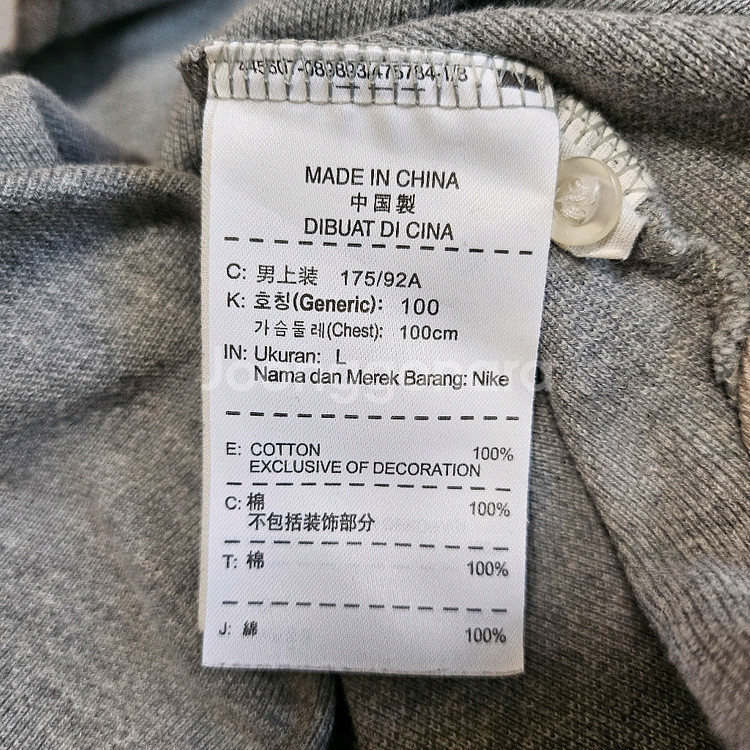 MADE IN CHINA
中国製
DIBUAT DI CINA
C: 男上装 175/92A
K: 호칭(Generic): 100
가슴둘레(Chest): 100cm
IN: Ukuran: L
Nama dan Merek Barang: Nike
E: COTTON 100%
EXCLUSIVE OF DECORATION
C: 棉 100%
不包括装饰部分
T: 棉 100%
J: 綿 100%